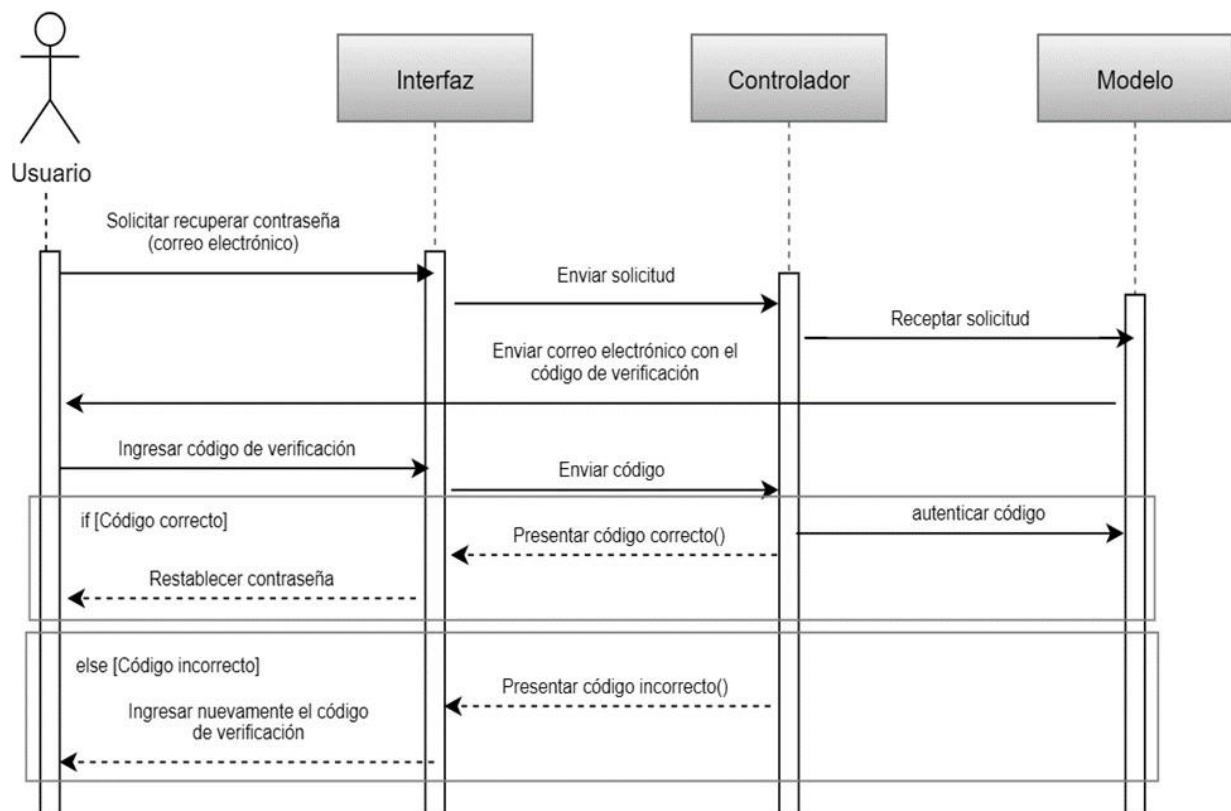 Interfaz
Controlador
Modelo
Usuario
Solicitar recuperar contraseña
(correo electrónico)
Enviar solicitud
Receptar solicitud
Enviar correo electrónico con el
código de verificación
Ingresar código de verificación
Enviar código
if [Código correcto]
autenticar código
Presentar código correcto()
Restablecer contraseña
else [Código incorrecto]
Presentar código incorrecto()
Ingresar nuevamente el código
de verificación